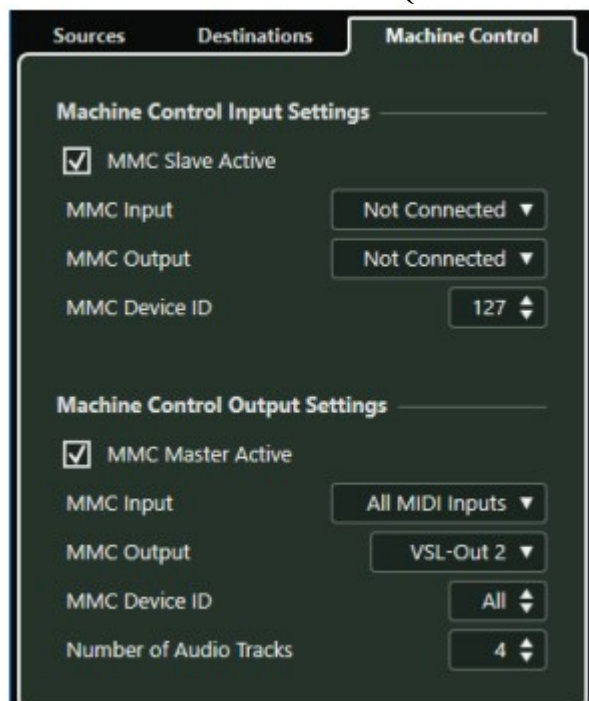 Sources Destinations Machine Control
Machine Control Input Settings
MMC Slave Active
MMC Input Not Connected
MMC Output Not Connected
MMC Device ID 127
Machine Control Output Settings
MMC Master Active
MMC Input All MIDI Inputs
MMC Output VSL-Out 2
MMC Device ID All
Number of Audio Tracks 4